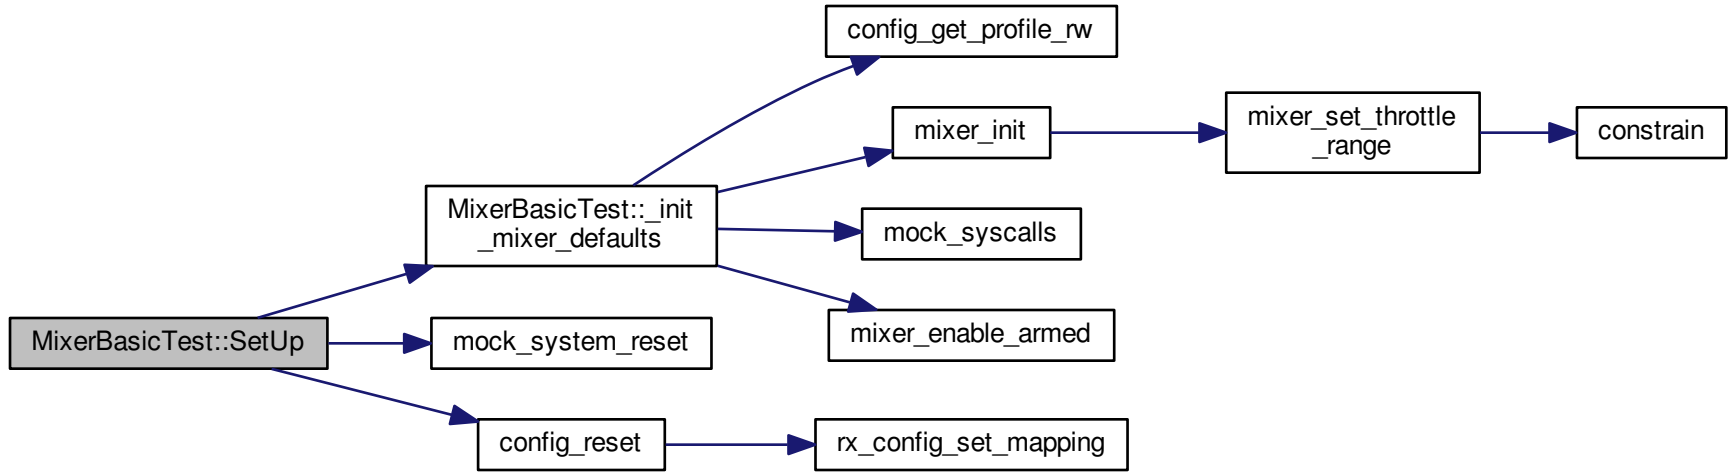 config_get_profile_rw
mixer_init
mixer_set_throttle
_range
constrain
MixerBasicTest::_init
_mixer_defaults
mock_syscalls
mixer_enable_armed
MixerBasicTest::SetUp
mock_system_reset
config_reset
rx_config_set_mapping